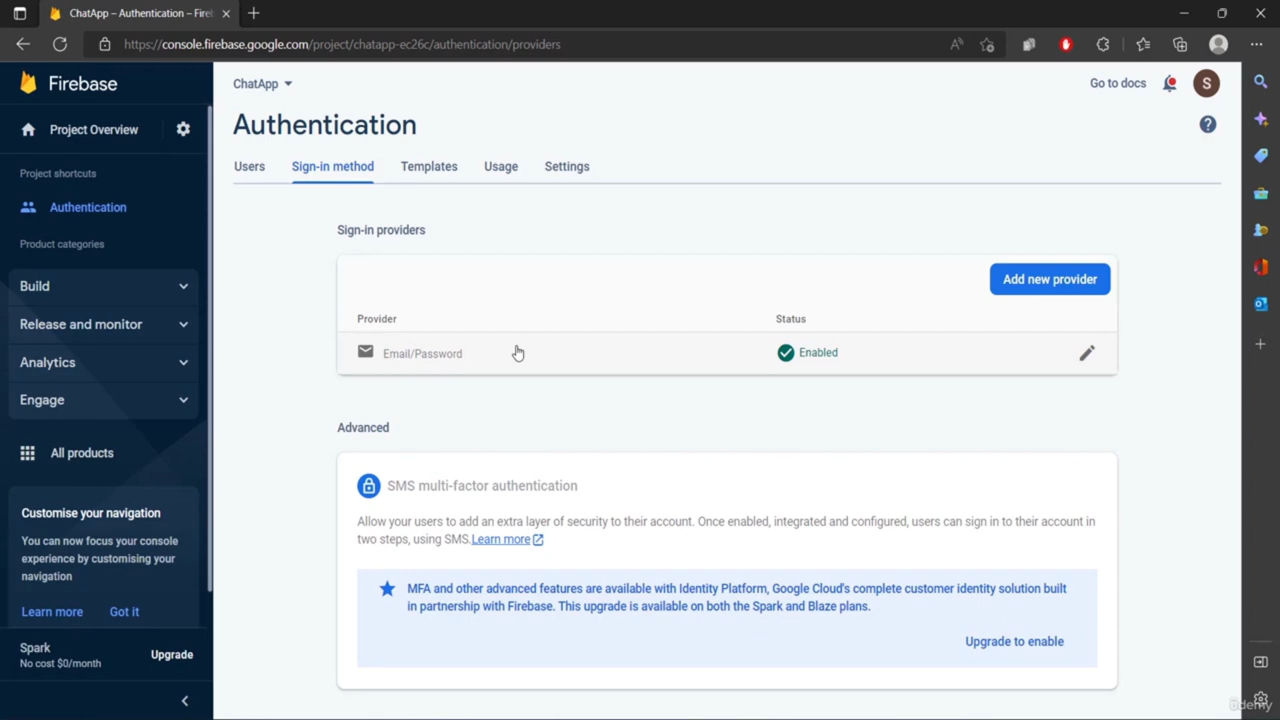 ChatApp – Authentication – Fire
https://console.firebase.google.com/project/chatapp-ec26c/authentication/providers
Firebase
Project Overview
Project shortcuts
Authentication
Product categories
Build
Release and monitor
Analytics
Engage
All products
Customise your navigation
You can now focus your console
experience by customising your
navigation
Learn more Got it
Spark
No cost $0/month
Upgrade
ChatApp
Go to docs
S
Authentication
Users Sign-in method Templates Usage Settings
Sign-in providers
Add new provider
Provider Status
Email/Password Enabled
Advanced
SMS multi-factor authentication
Allow your users to add an extra layer of security to their account. Once enabled, integrated and configured, users can sign in to their account in
two steps, using SMS.Learn more
MFA and other advanced features are available with Identity Platform, Google Cloud's complete customer identity solution built
in partnership with Firebase. This upgrade is available on both the Spark and Blaze plans.
Upgrade to enable
ûdemy